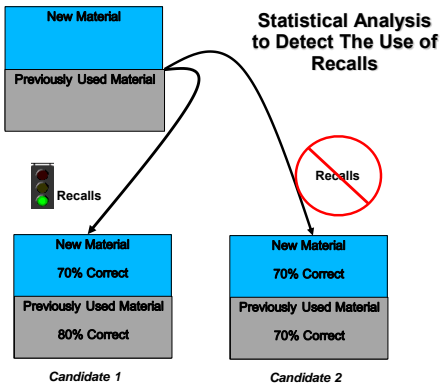 New Material
Previously Used Material
Statistical Analysis
to Detect The Use of
Recalls
Recalls
Recalls
New Material
70% Correct
Previously Used Material
80% Correct
Candidate 1
New Material
70% Correct
Previously Used Material
70% Correct
Candidate 2